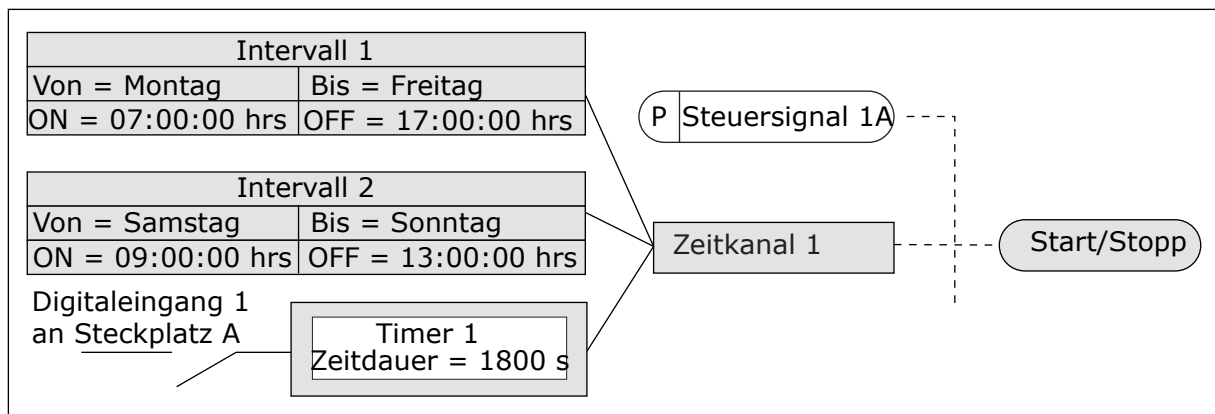 Intervall 1
Von = Montag Bis = Freitag
ON = 07:00:00 hrs OFF = 17:00:00 hrs
P Steuersignal 1A
Intervall 2
Von = Samstag Bis = Sonntag
ON = 09:00:00 hrs OFF = 13:00:00 hrs
Zeitkanal 1
Start/Stopp
Digitaleingang 1
an Steckplatz A
Timer 1
Zeitdauer = 1800 s